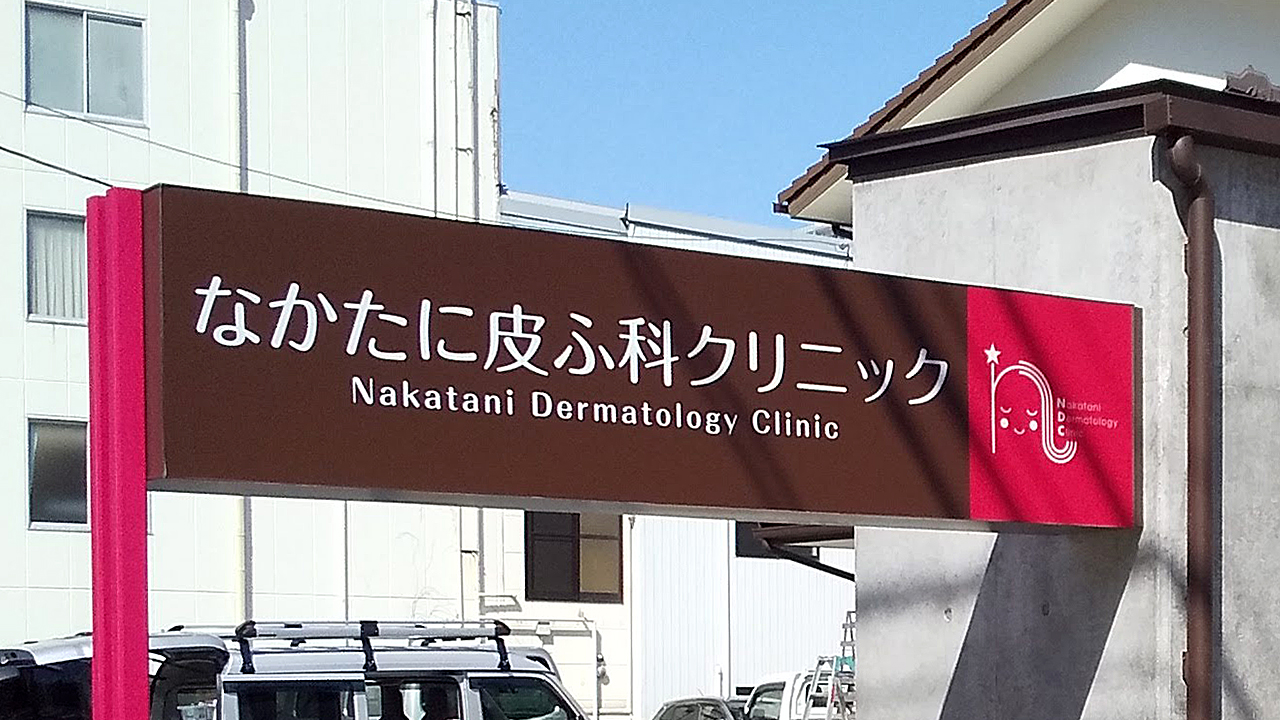 なかたに皮ふ科クリニック
Nakatani Dermatology Clinic
Nakatani
Dermatology
Clinic